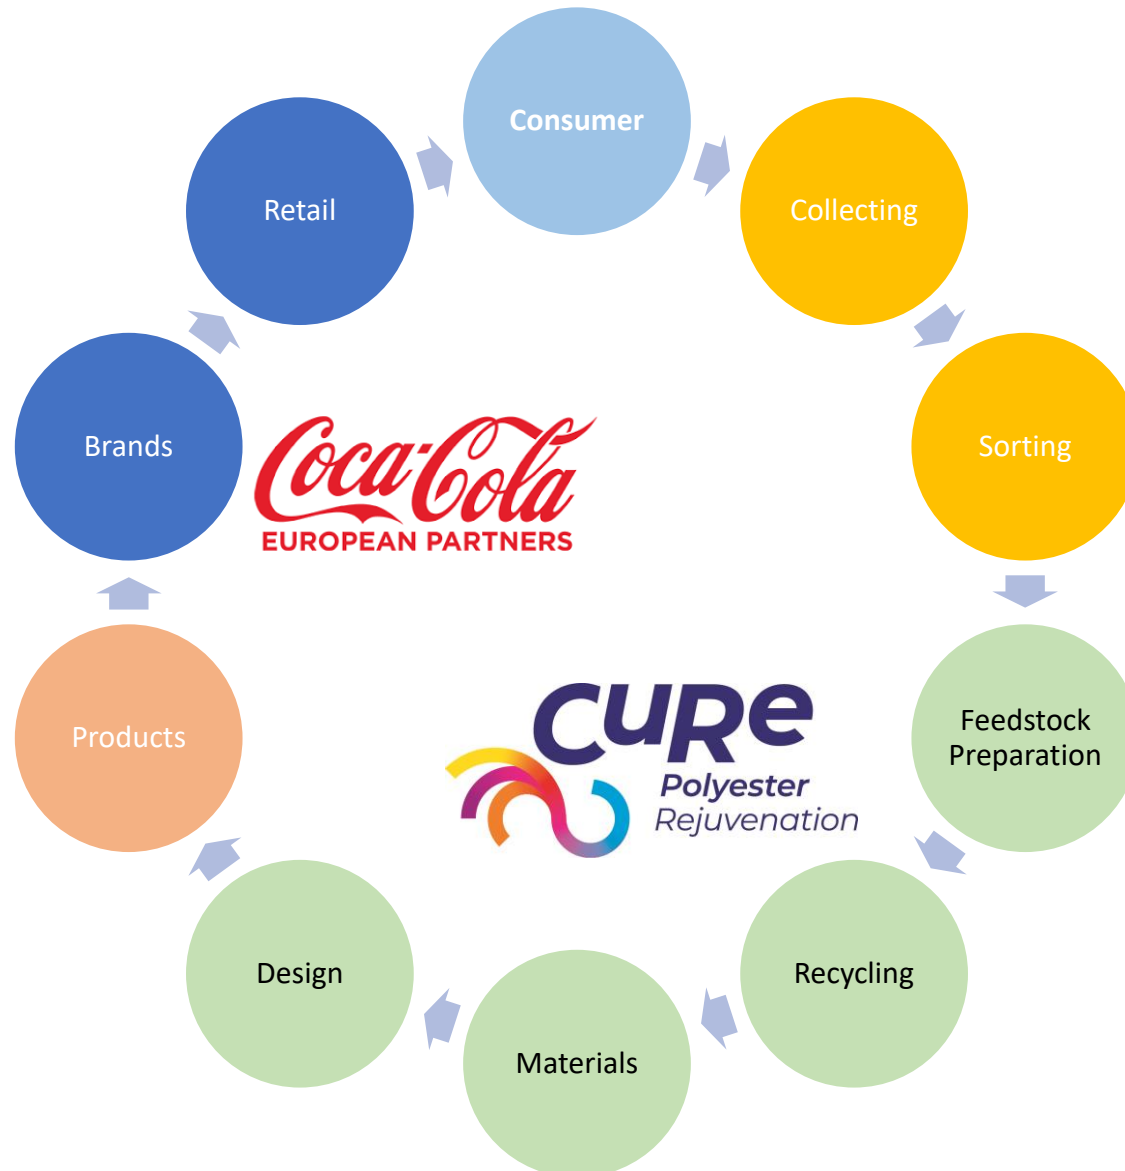 Consumer
Retail
Collecting
Brands
Sorting
Coca-Cola
EUROPEAN PARTNERS
Products
Feedstock
Preparation
CuRe
Polyester
Rejuvenation
Design
Recycling
Materials